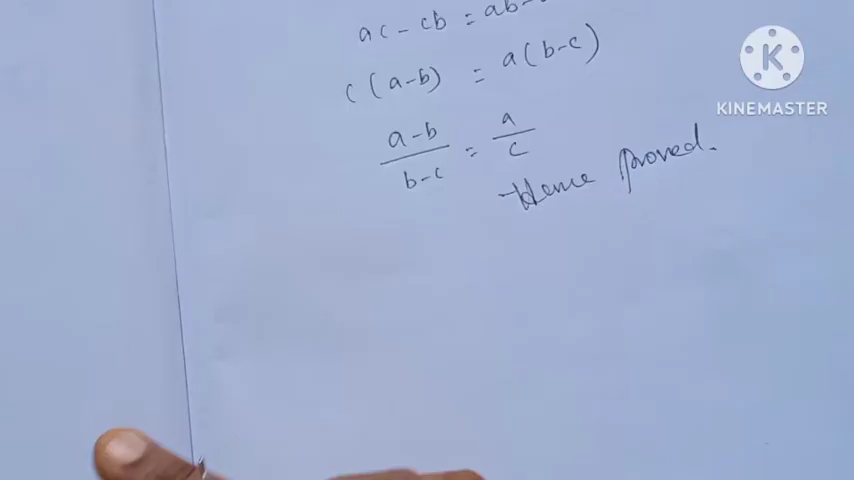 ac - cb = ab -
c(a-b) = a(b-c)
a-b/b-c = a/c
Hence proved.
KINEMASTER